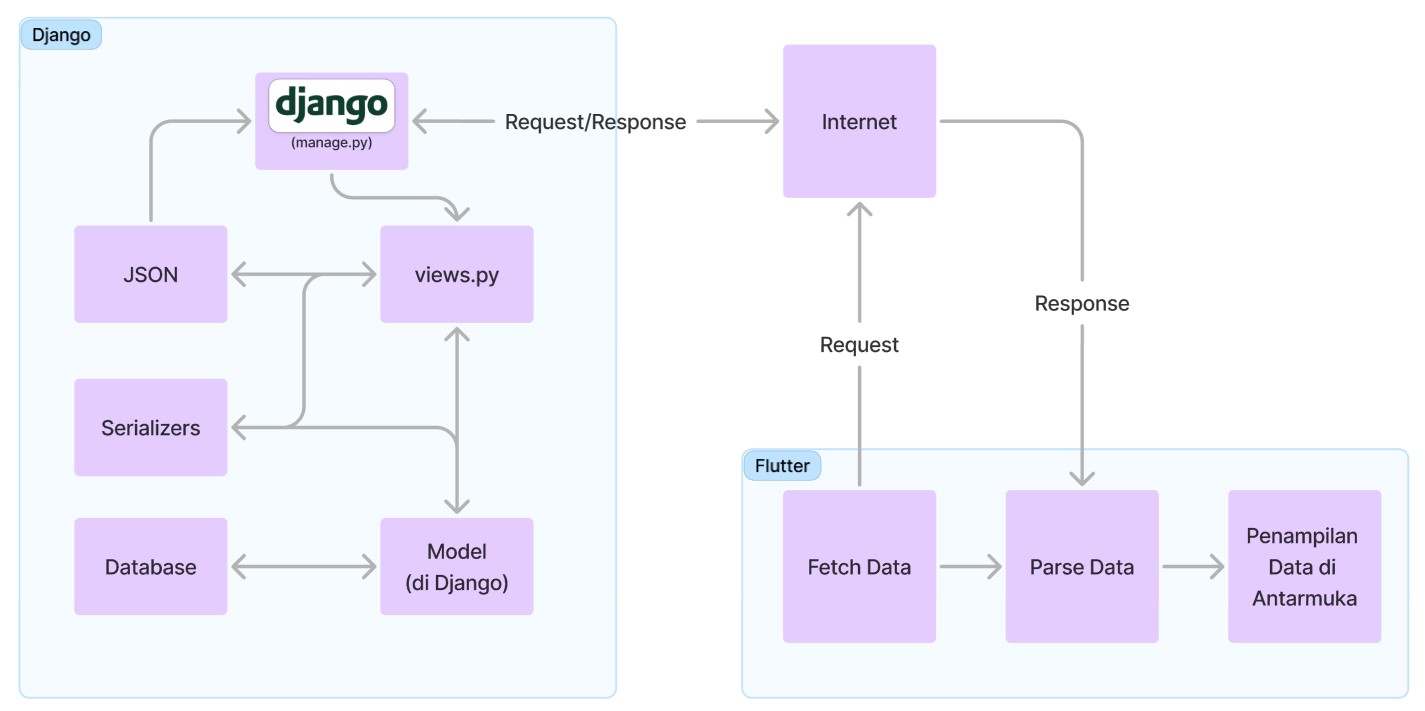 Django
django
(manage.py)
Request/Response
Internet
JSON
views.py
Response
Request
Serializers
Flutter
Database
Model
(di Django)
Fetch Data
Parse Data
Penampilan
Data di
Antarmuka